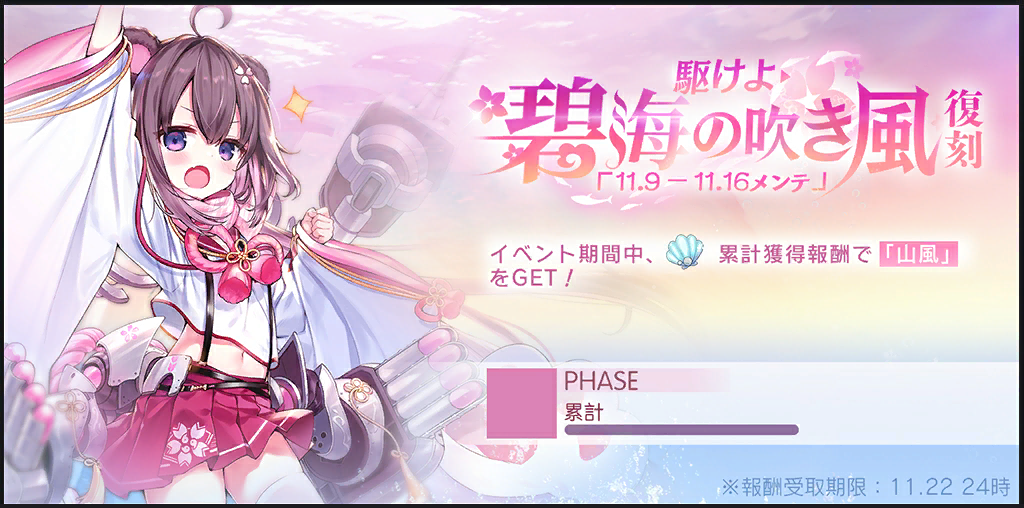 駆けよ
碧海の吹き風 復刻
「11.9 − 11.16メンテ」
イベント期間中、 累計獲得報酬で「山風」
をGET！
PHASE
累計
※報酬受取期限：11.22 24時